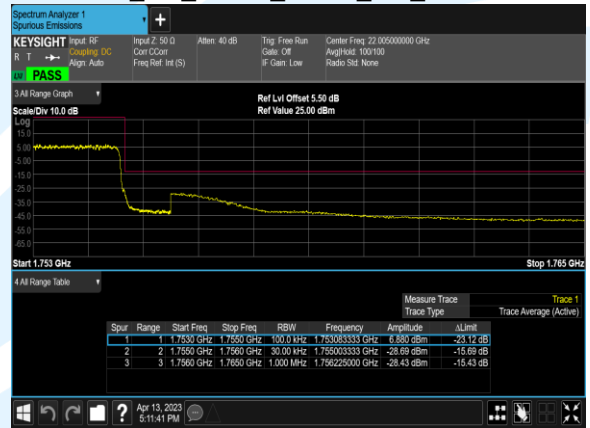 Spectrum Analyzer 1
Spurious Emissions
KEYSIGHT Input: RF Input Z: 50 Ω Atten: 40 dB Trig: Free Run Center Freq: 22.005000000 GHz
R T Coupling: DC Corr CCorr Gate: Off Avg|Hold: 100/100
Align: Auto Freq Ref: Int (S) IF Gain: Low Radio Std: None
PASS
3 All Range Graph
Ref Lvl Offset 5.50 dB
Scale/Div 10.0 dB Ref Value 25.00 dBm
Log
15.0
5.00
-5.00
-15.0
-25.0
-35.0
-45.0
-55.0
-65.0
Start 1.753 GHz Stop 1.765 GHz
4 All Range Table
Measure Trace Trace 1
Trace Type Trace Average (Active)
Spur Range Start Freq Stop Freq RBW Frequency Amplitude ΔLimit
1 1 1.7530 GHz 1.7550 GHz 100.0 kHz 1.753083333 GHz 6.880 dBm -23.12 dB
2 2 1.7550 GHz 1.7560 GHz 30.00 kHz 1.755003333 GHz -28.69 dBm -15.69 dB
3 3 1.7560 GHz 1.7650 GHz 1.000 MHz 1.756225000 GHz -28.43 dBm -15.43 dB
? Apr 13, 2023
5:11:41 PM